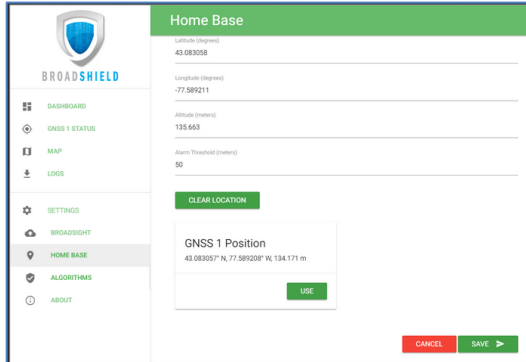 BROADSHIELD
DASHBOARD
GNSS 1 STATUS
MAP
LOGS
SETTINGS
BROADSIGHT
HOME BASE
ALGORITHMS
ABOUT
Home Base
Latitude (degrees)
43.083058
Longitude (degrees)
-77.589211
Altitude (meters)
135.663
Alarm Threshold (meters)
50
CLEAR LOCATION
GNSS 1 Position
43.083057° N, 77.589208° W, 134.171 m
USE
CANCEL SAVE